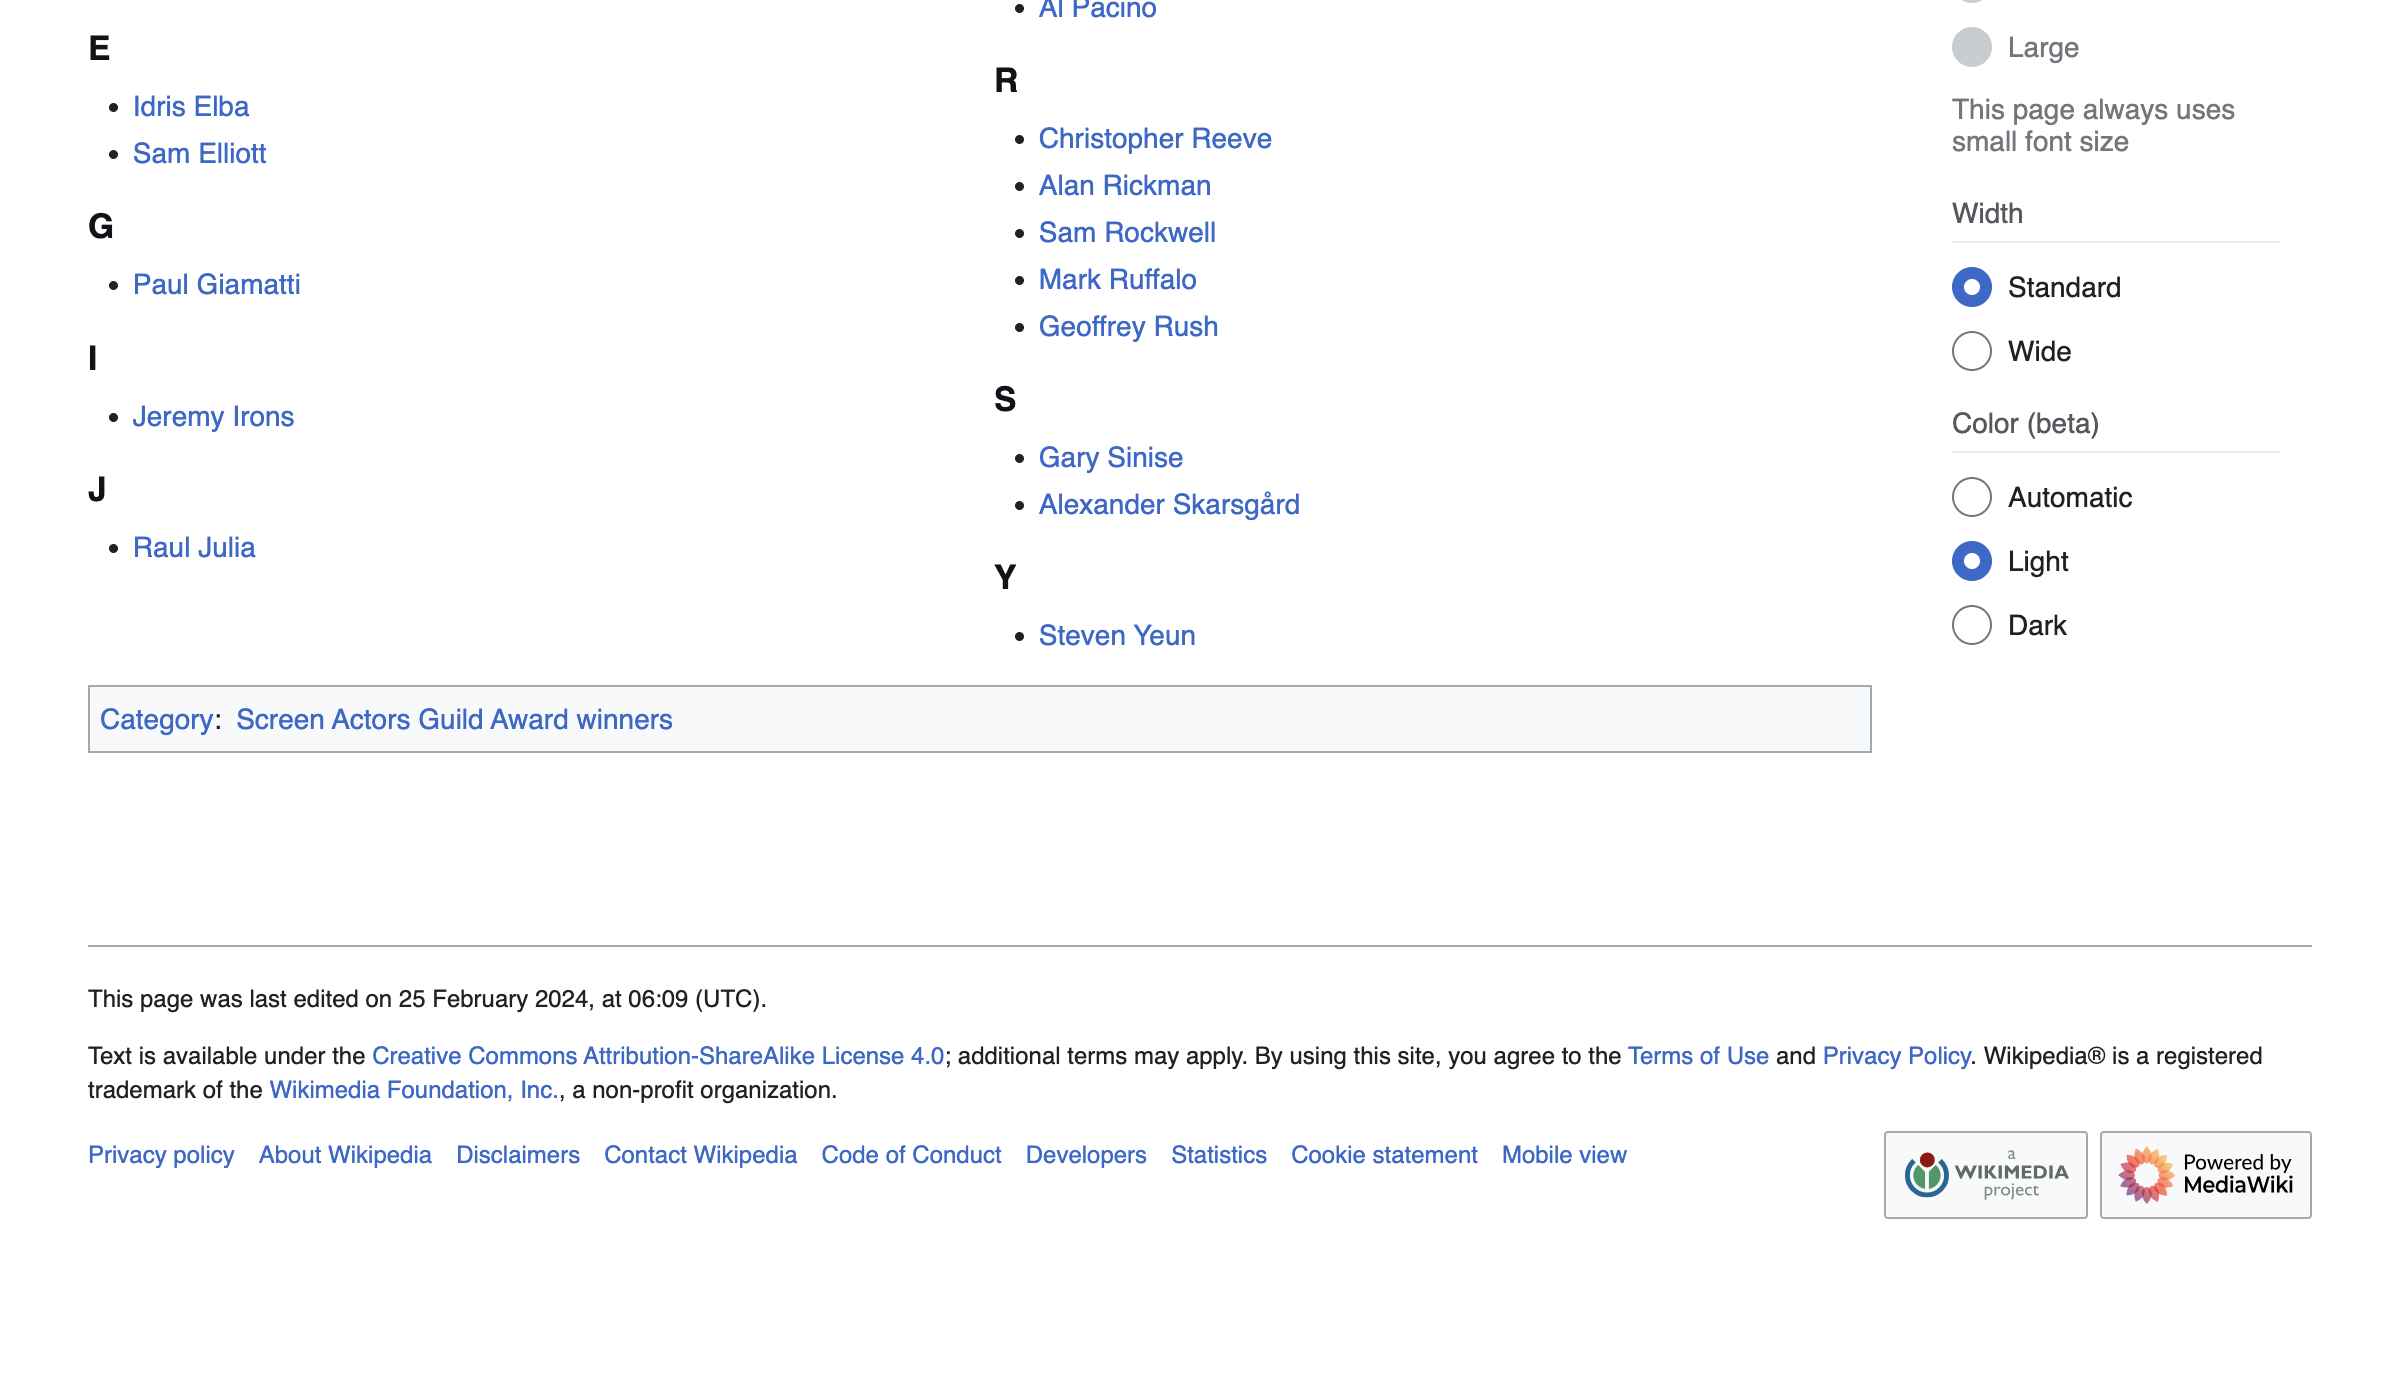 E
Idris Elba
Sam Elliott
G
Paul Giamatti
I
Jeremy Irons
J
Raul Julia
Al Pacino
R
Christopher Reeve
Alan Rickman
Sam Rockwell
Mark Ruffalo
Geoffrey Rush
S
Gary Sinise
Alexander Skarsgård
Y
Steven Yeun
Large
This page always uses
small font size
Width
Standard
Wide
Color (beta)
Automatic
Light
Dark
Category: Screen Actors Guild Award winners
This page was last edited on 25 February 2024, at 06:09 (UTC).
Text is available under the Creative Commons Attribution-ShareAlike License 4.0; additional terms may apply. By using this site, you agree to the Terms of Use and Privacy Policy. Wikipedia® is a registered
trademark of the Wikimedia Foundation, Inc., a non-profit organization.
Privacy policy About Wikipedia Disclaimers Contact Wikipedia Code of Conduct Developers Statistics Cookie statement Mobile view
a
WIKIMEDIA
project
Powered by
MediaWiki